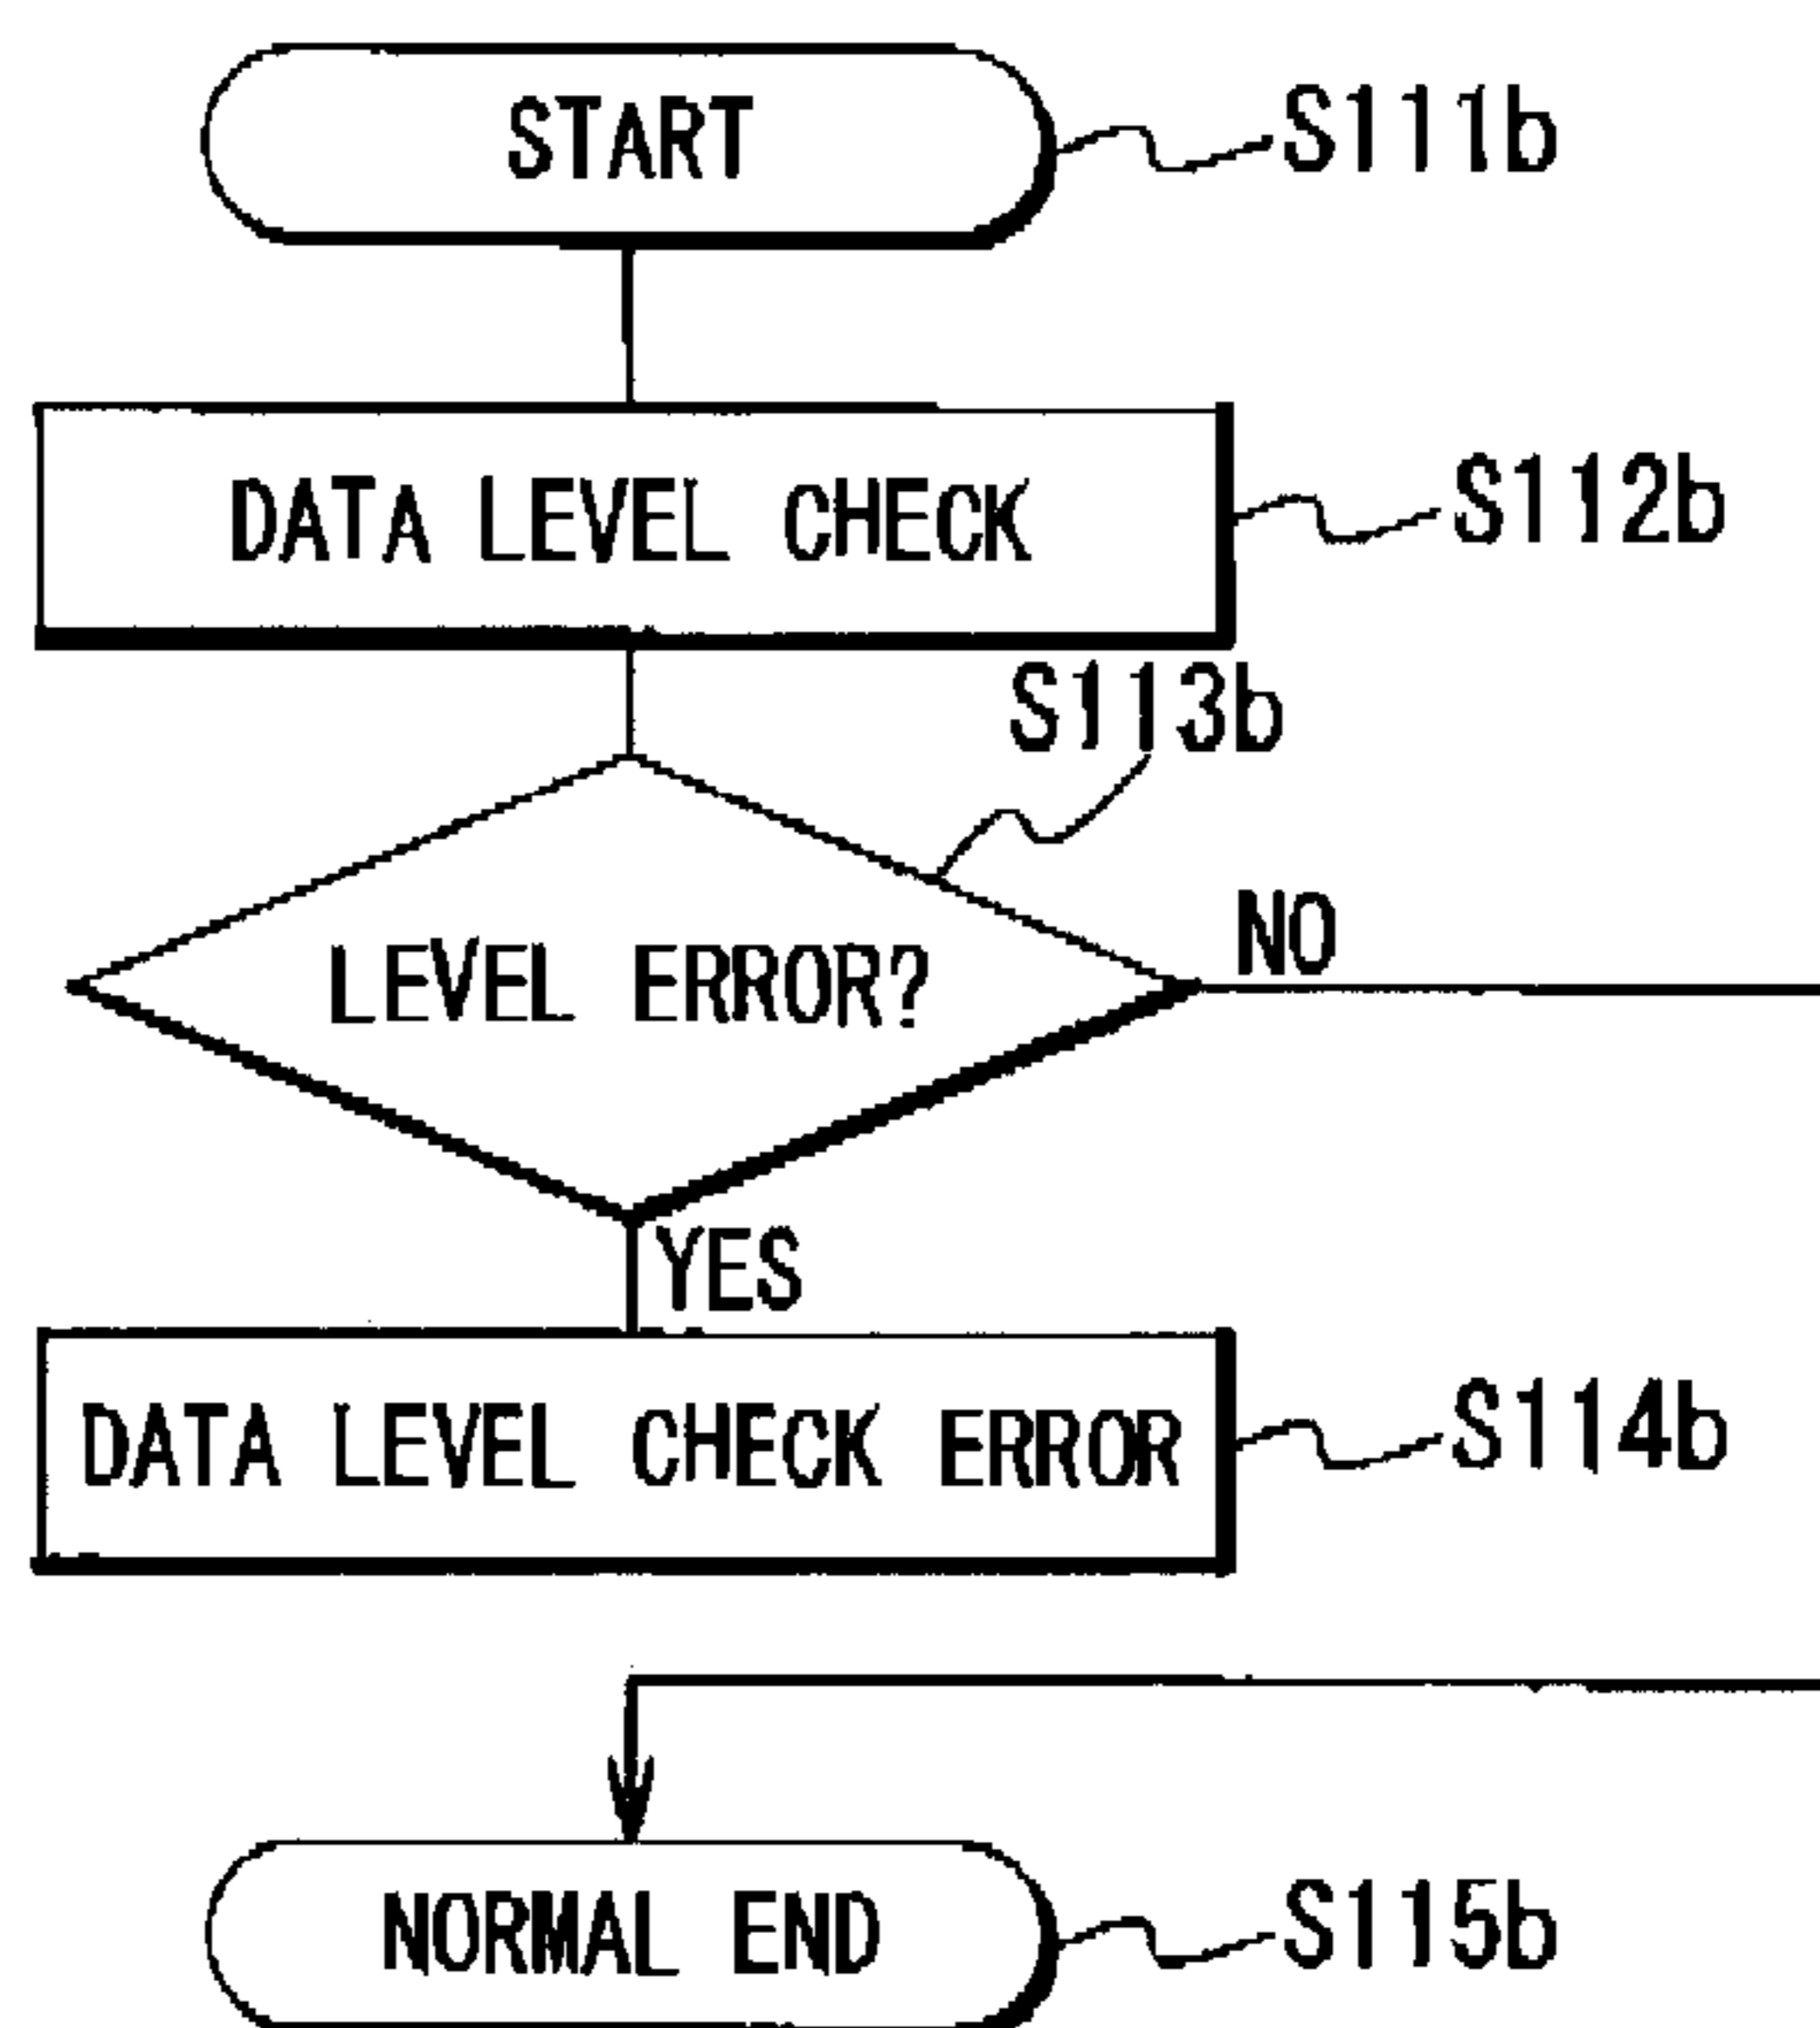 START
S111b
DATA LEVEL CHECK
S112b
S113b
LEVEL ERROR?
NO
YES
DATA LEVEL CHECK ERROR
S114b
NORMAL END
S115b